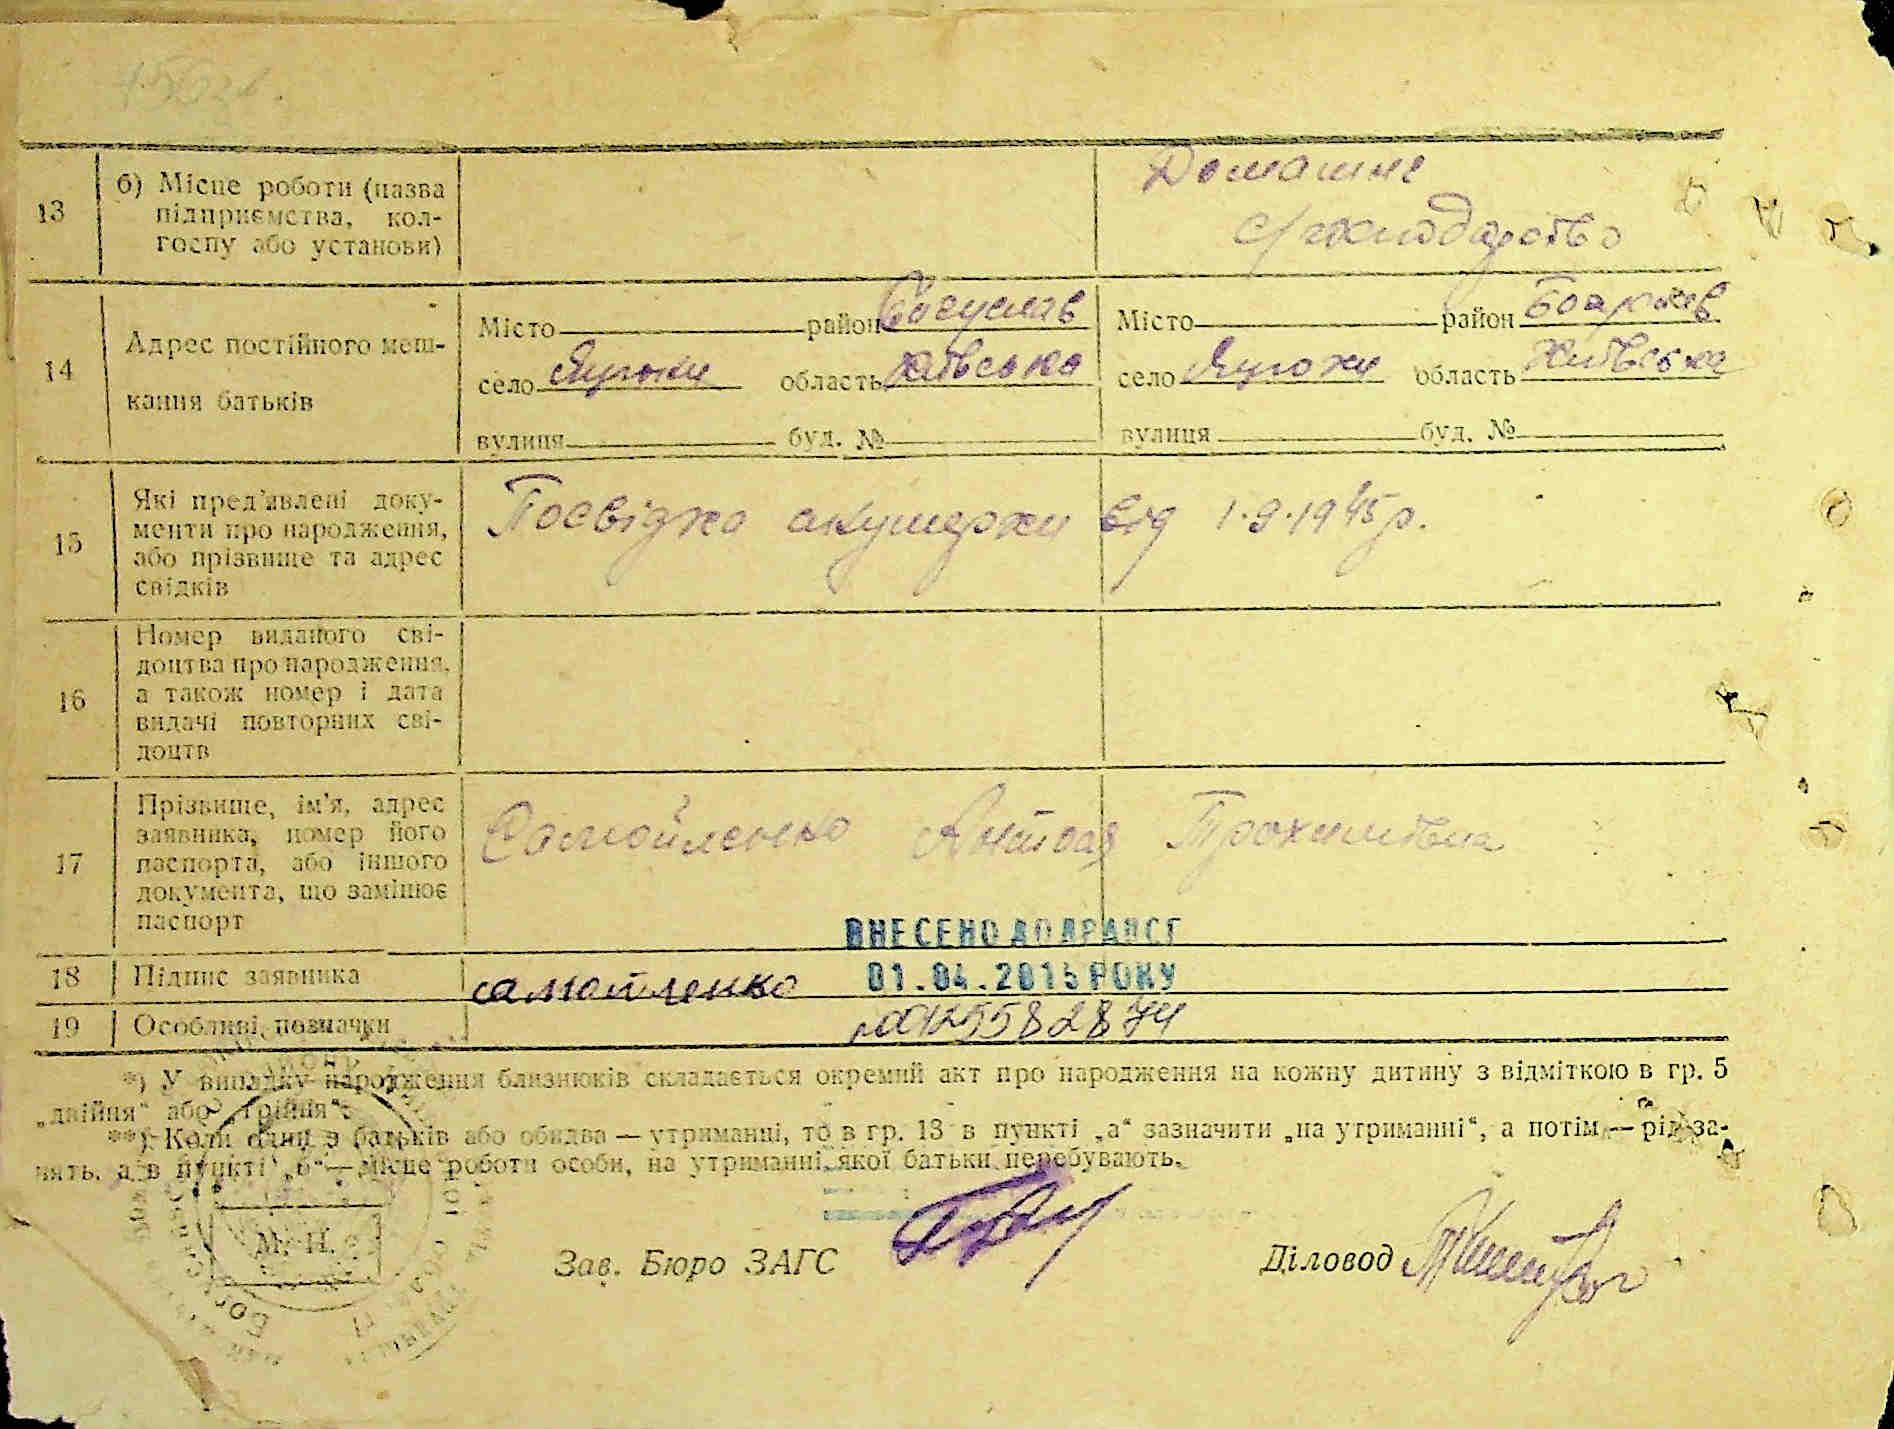 13 б) Місце роботи (назва
підприємства, кол-
госпу або установи)
Домашнє
с/господарство
14 Адрес постійного меш-
кання батьків
Місто район Богуслав Місто район
село область Київська село область Київська
вулиця буд. № вулиця буд. №
15 Які пред'явлені доку-
менти про народження,
або прізвище та адрес
свідків
Посвідка акушерки від 1.9.1945 р.
16 Номер виданого сві-
доцтва про народження,
а також номер і дата
видачі повторних сві-
доцтв
17 Прізвище, ім'я, адрес
заявника, номер його
паспорта, або іншого
документа, що замінює
паспорт
Самойленко Трохимівна
ВНЕСЕНО ДО ДРАЦСГ
18 Підпис заявника самойленко 01.04.2015 РОКУ
19 Особливі позначки 00125582874
*) У випадку народження близнюків складається окремий акт про народження на кожну дитину з відміткою в гр. 5
„двійня“ або „трійня“.
**) Коли один з батьків або обидва — утриманці, то в гр. 13 в пункті „а“ зазначити „на утриманні“, а потім — рід за-
нять, а в пункті „б“ — місце роботи особи, на утриманні якої батьки перебувають.
М. П.
Зав. Бюро ЗАГС Діловод